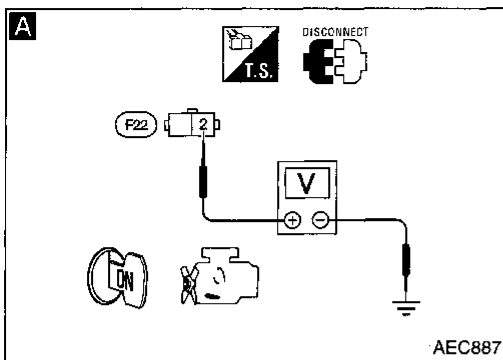 A
T.S.
DISCONNECT
F22
2
V
+ −
ON
AEC887